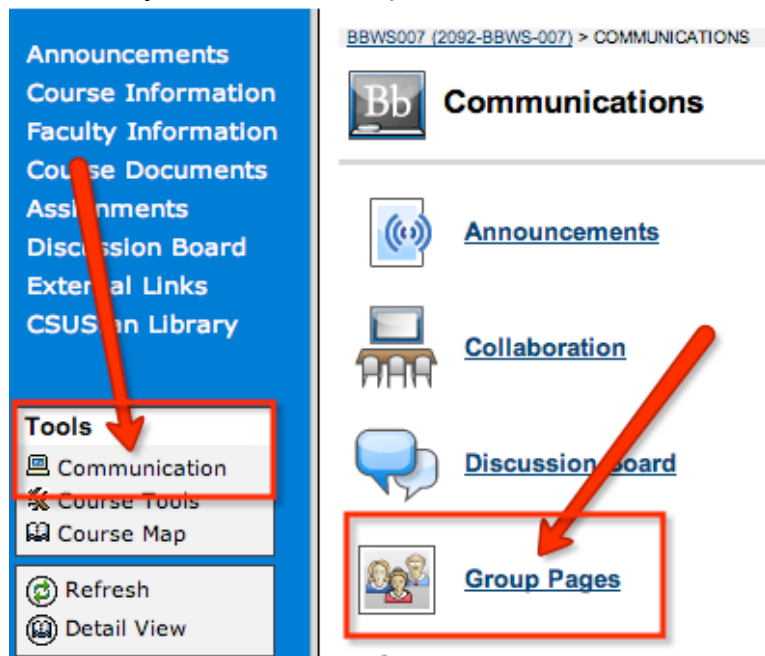 Announcements
Course Information
Faculty Information
Course Documents
Assignments
Discussion Board
External Links
CSUStan Library
Tools
Communication
Course Tools
Course Map
Refresh
Detail View
BBWS007 (2092-BBWS-007) > COMMUNICATIONS
Bb
Communications
Announcements
Collaboration
Discussion Board
Group Pages